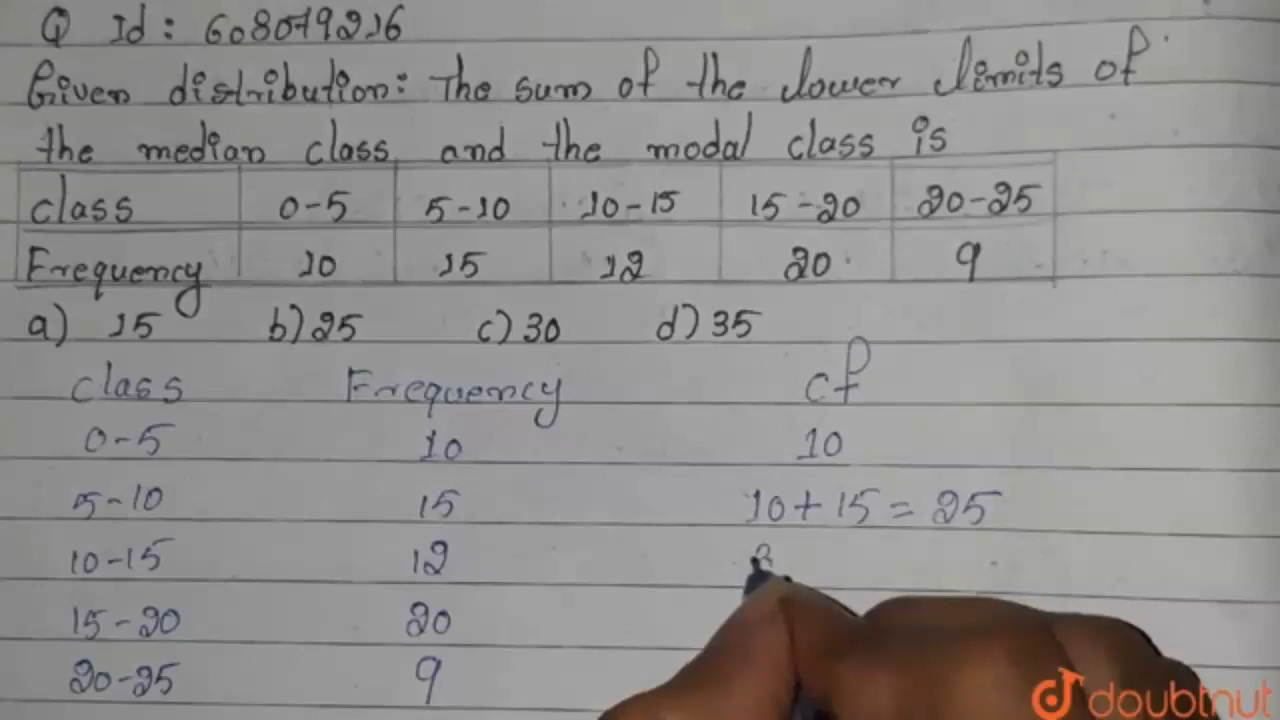 Q Id : 608079216
Given distribution: The sum of the lower limits of
the median class and the modal class is
class 0-5 5-10 10-15 15-20 20-25
Frequency 10 15 12 20 9
a) 15 b) 25 c) 30 d) 35
class Frequency cf
0-5 10 10
5-10 15 10+15=25
10-15 12
15-20 20
20-25 9
doubtnut